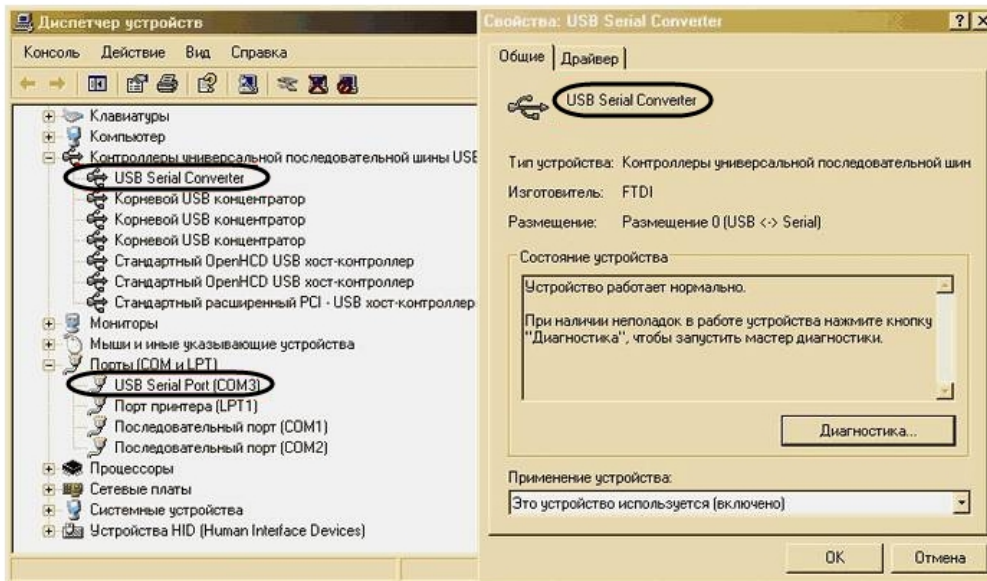 Диспетчер устройств
Консоль Действие Вид Справка
Клавиатуры
Компьютер
Контроллеры универсальной последовательной шины USB
USB Serial Converter
Корневой USB концентратор
Корневой USB концентратор
Корневой USB концентратор
Стандартный OpenHCD USB хост-контроллер
Стандартный OpenHCD USB хост-контроллер
Стандартный расширенный PCI - USB хост-контроллер
Мониторы
Мыши и иные указывающие устройства
Порты (COM и LPT)
USB Serial Port (COM3)
Порт принтера (LPT1)
Последовательный порт (COM1)
Последовательный порт (COM2)
Процессоры
Сетевые платы
Системные устройства
Устройства HID (Human Interface Devices)
Свойства: USB Serial Converter
Общие Драйвер
USB Serial Converter
Тип устройства: Контроллеры универсальной последовательной шин
Изготовитель: FTDI
Размещение: Размещение 0 (USB <-> Serial)
Состояние устройства
Устройство работает нормально.
При наличии неполадок в работе устройства нажмите кнопку
"Диагностика", чтобы запустить мастер диагностики.
Диагностика...
Применение устройства:
Это устройство используется (включено)
OK Отмена